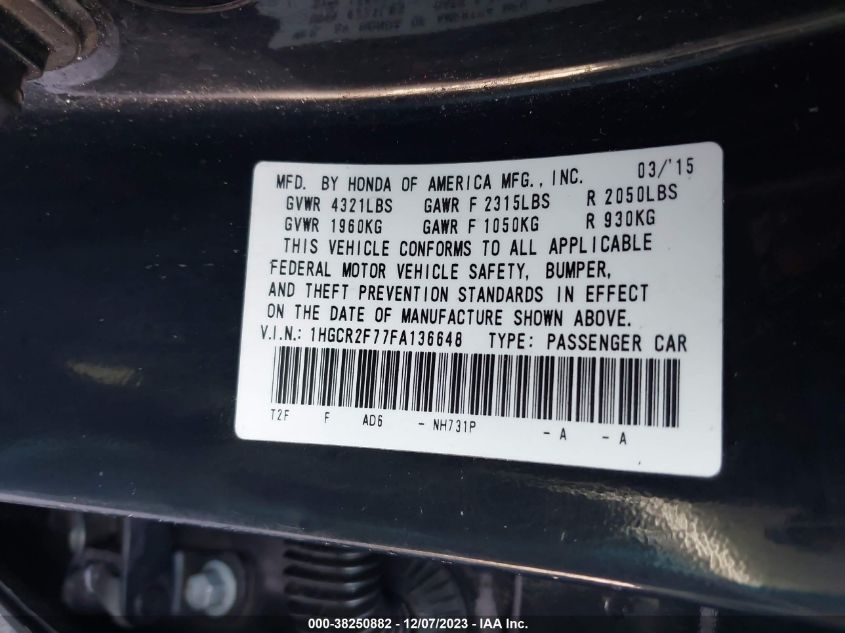 MFD. BY HONDA OF AMERICA MFG., INC. 03/'15
GVWR 4321LBS GAWR F 2315LBS R 2050LBS
GVWR 1960KG GAWR F 1050KG R 930KG
THIS VEHICLE CONFORMS TO ALL APPLICABLE
FEDERAL MOTOR VEHICLE SAFETY, BUMPER,
AND THEFT PREVENTION STANDARDS IN EFFECT
ON THE DATE OF MANUFACTURE SHOWN ABOVE.
V.I.N.: 1HGCR2F77FA136648 TYPE: PASSENGER CAR
T2F F AD6 - NH731P - A - A
000-38250882 - 12/07/2023 - IAA Inc.